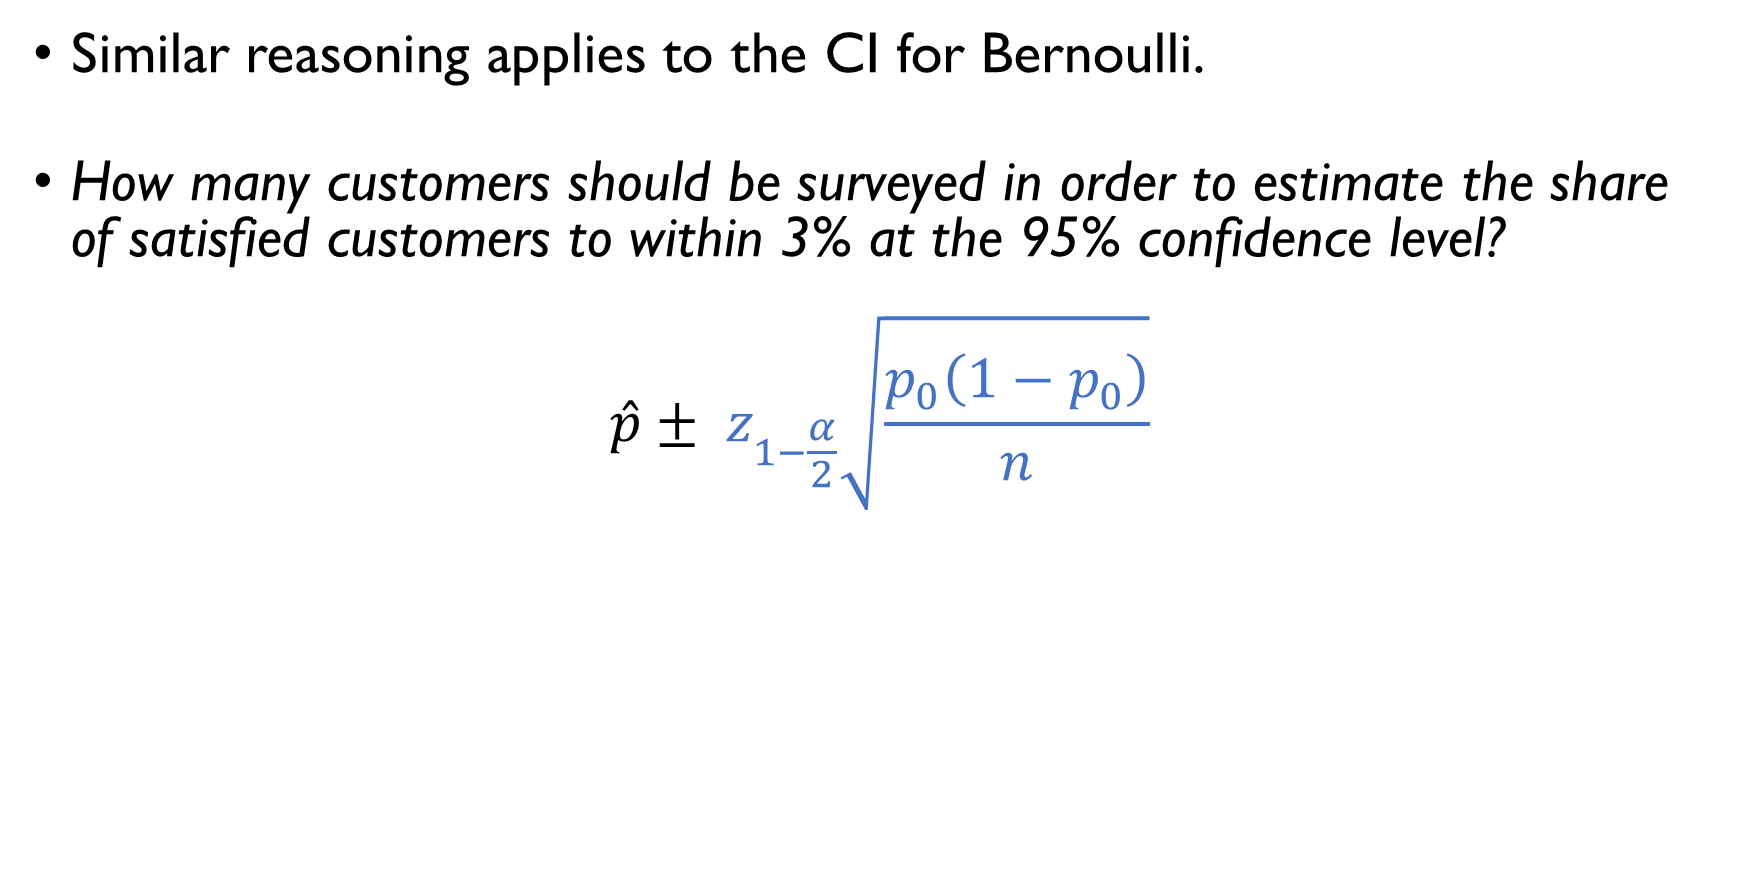 • Similar reasoning applies to the CI for Bernoulli.
• How many customers should be surveyed in order to estimate the share
of satisfied customers to within 3% at the 95% confidence level?
p̂ ± z_{1−α/2} √(p₀(1 − p₀)/n)